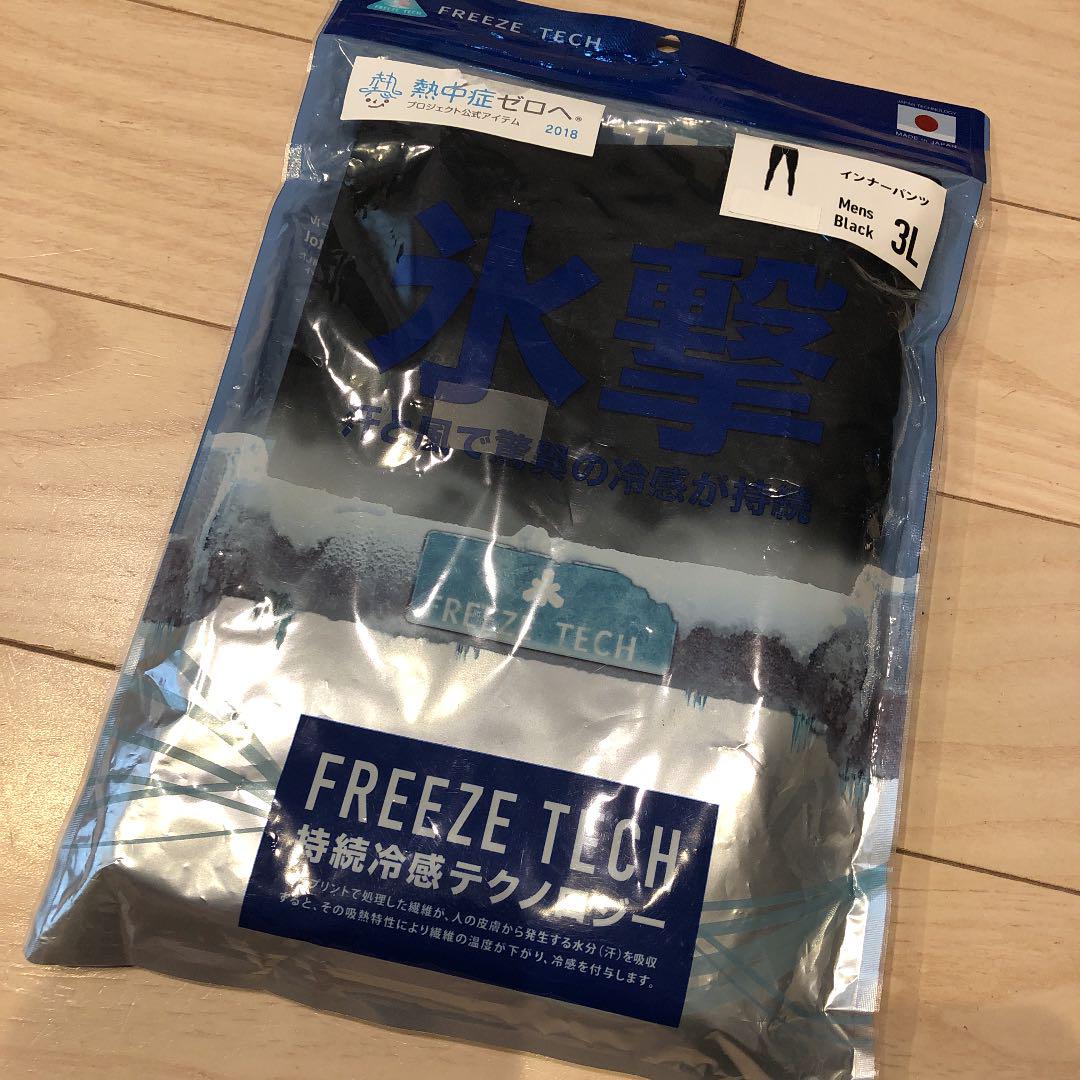 FREEZE TECH
FREEZE TECH
熱中症ゼロへ®
プロジェクト公式アイテム
2018
JAPAN TECHNOLOGY
MADE IN JAPAN
インナーパンツ
Mens
Black
3L
氷撃
汗と風で驚異の冷感が持続
FREEZE TECH
FREEZE TECH
持続冷感テクノロジー
プリントで処理した繊維が、人の皮膚から発生する水分(汗)を吸収
すると、その吸熱特性により繊維の温度が下がり、冷感を付与します。